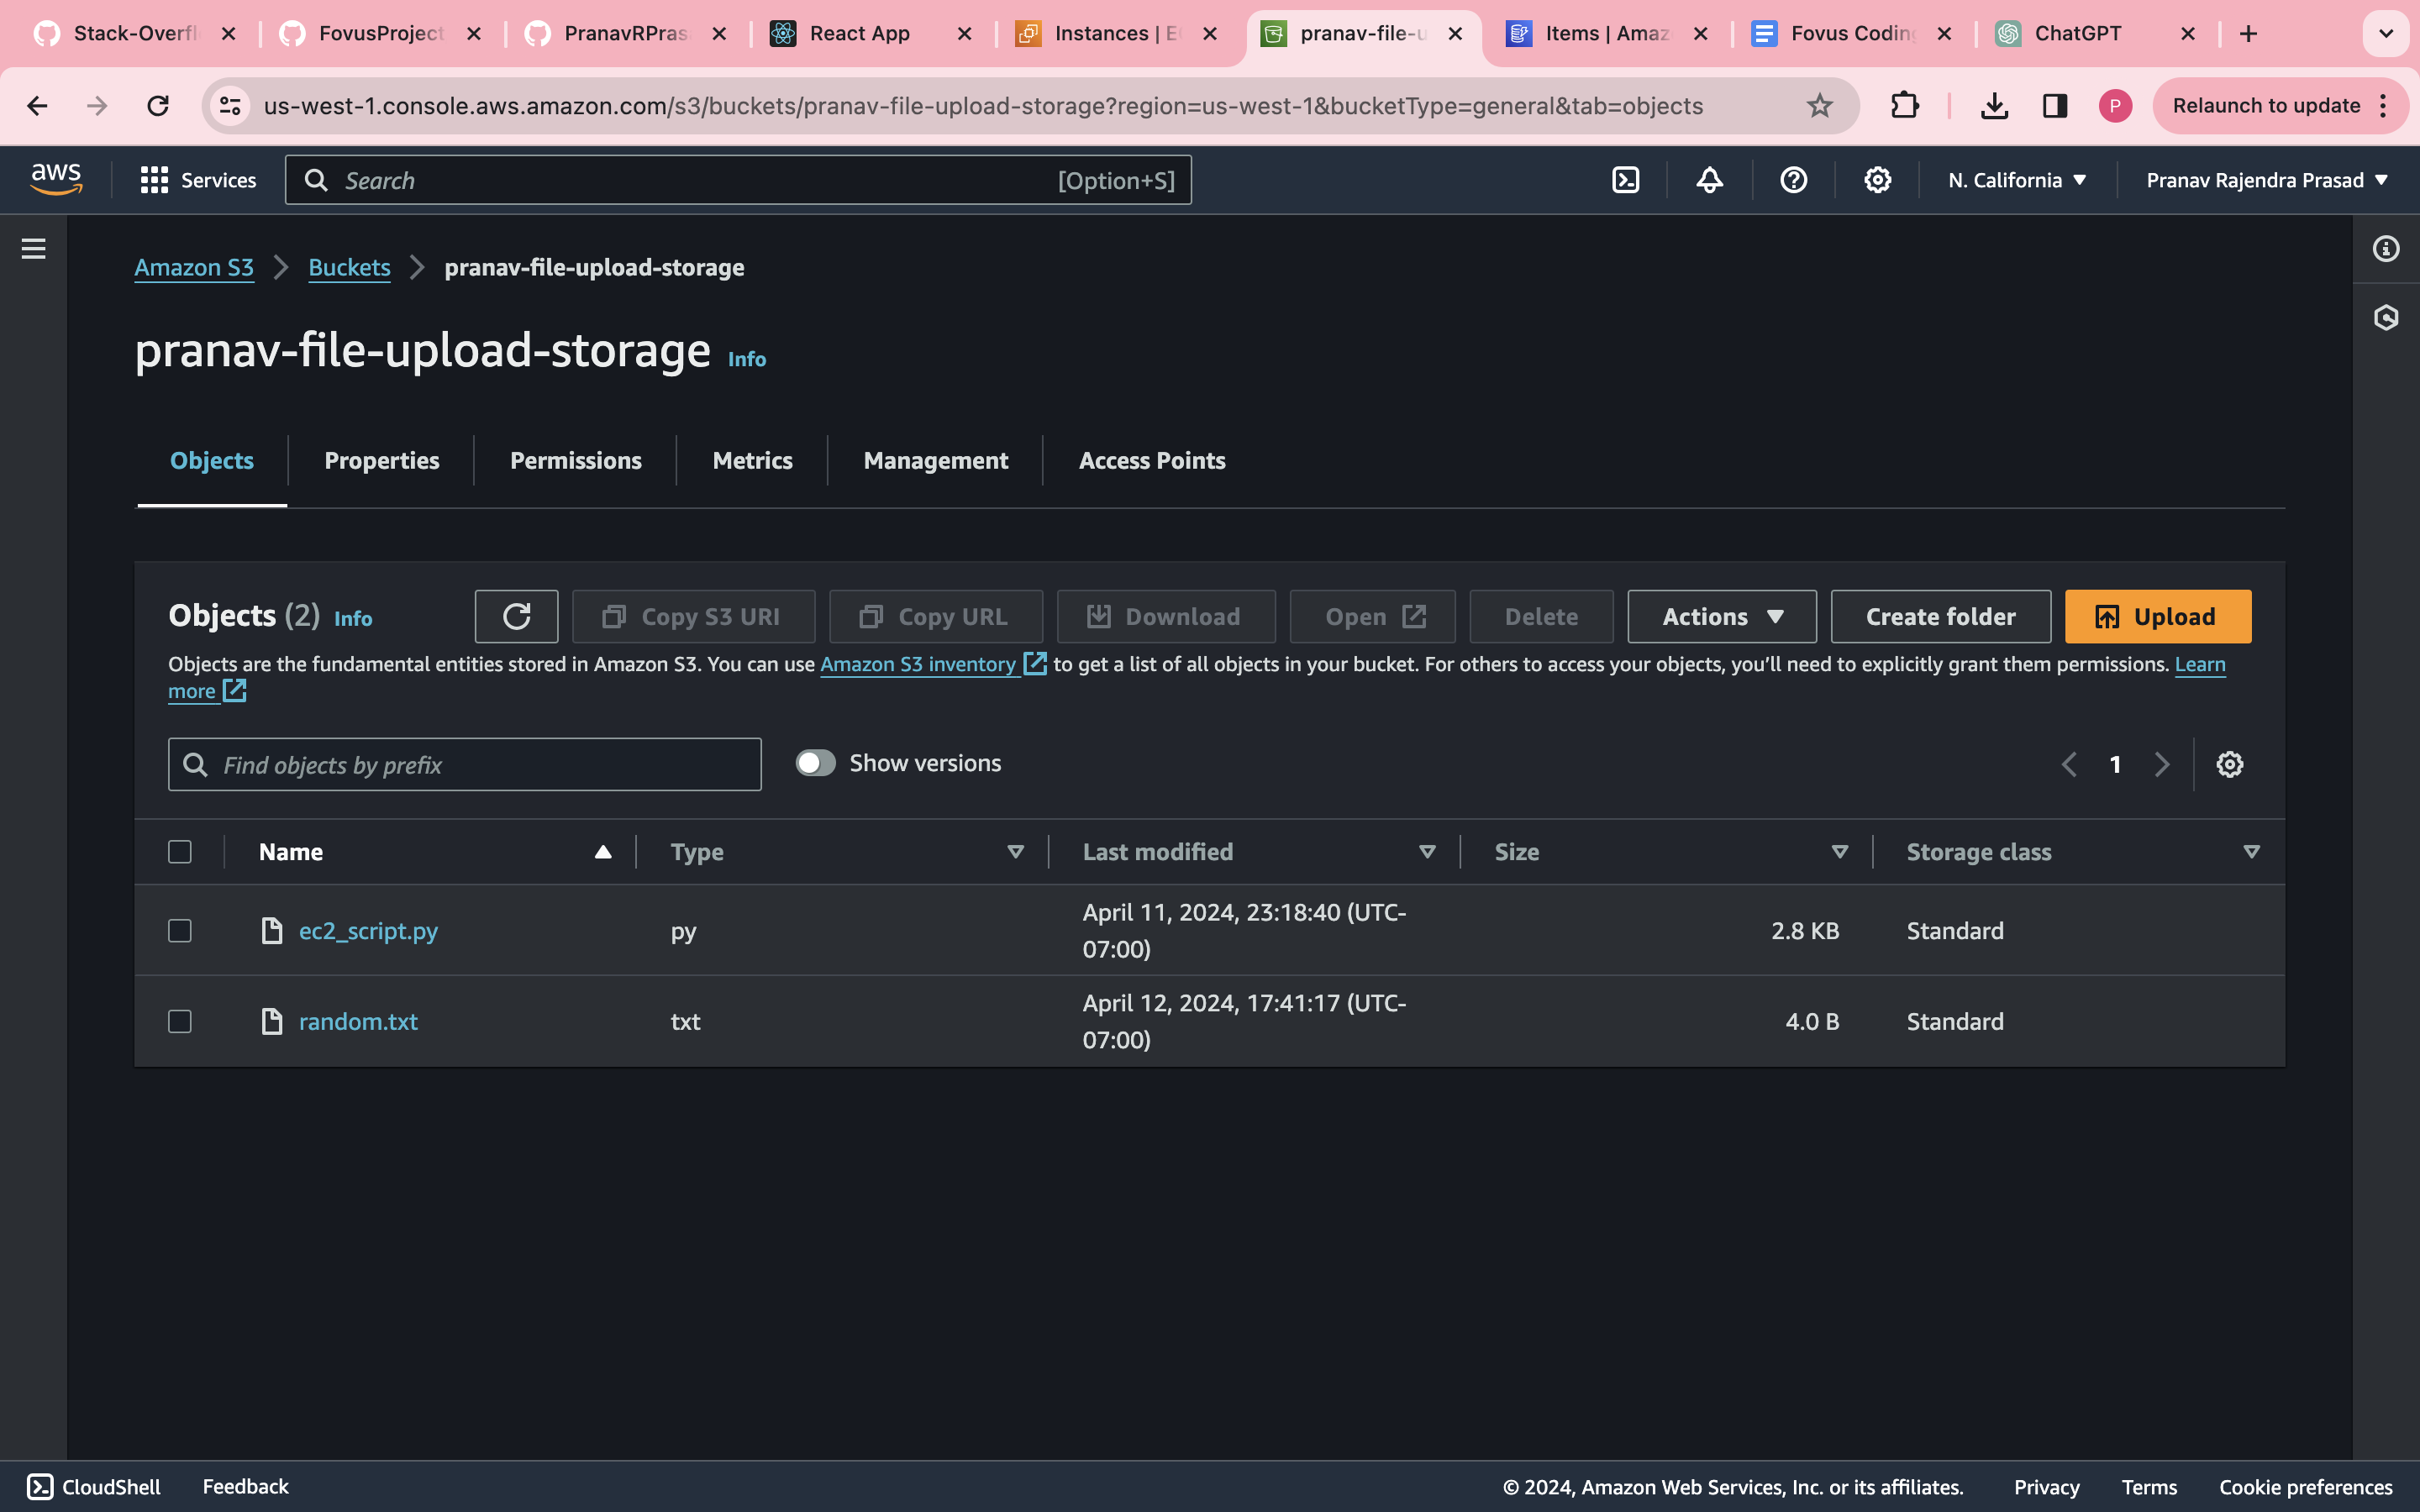 Stack-Overfl
FovusProject
PranavRPras
React App
Instances | E
pranav-file-u
Items | Amaz
Fovus Coding
ChatGPT
us-west-1.console.aws.amazon.com/s3/buckets/pranav-file-upload-storage?region=us-west-1&bucketType=general&tab=objects
P
Relaunch to update
aws
Services
Search
[Option+S]
N. California
Pranav Rajendra Prasad
Amazon S3
Buckets
pranav-file-upload-storage
pranav-file-upload-storage Info
Objects
Properties
Permissions
Metrics
Management
Access Points
Objects (2) Info
Copy S3 URI
Copy URL
Download
Open
Delete
Actions
Create folder
Upload
Objects are the fundamental entities stored in Amazon S3. You can use Amazon S3 inventory to get a list of all objects in your bucket. For others to access your objects, you’ll need to explicitly grant them permissions. Learn
more
Find objects by prefix
Show versions
1
Name
Type
Last modified
Size
Storage class
ec2_script.py
py
April 11, 2024, 23:18:40 (UTC-
07:00)
2.8 KB
Standard
random.txt
txt
April 12, 2024, 17:41:17 (UTC-
07:00)
4.0 B
Standard
CloudShell
Feedback
© 2024, Amazon Web Services, Inc. or its affiliates.
Privacy
Terms
Cookie preferences